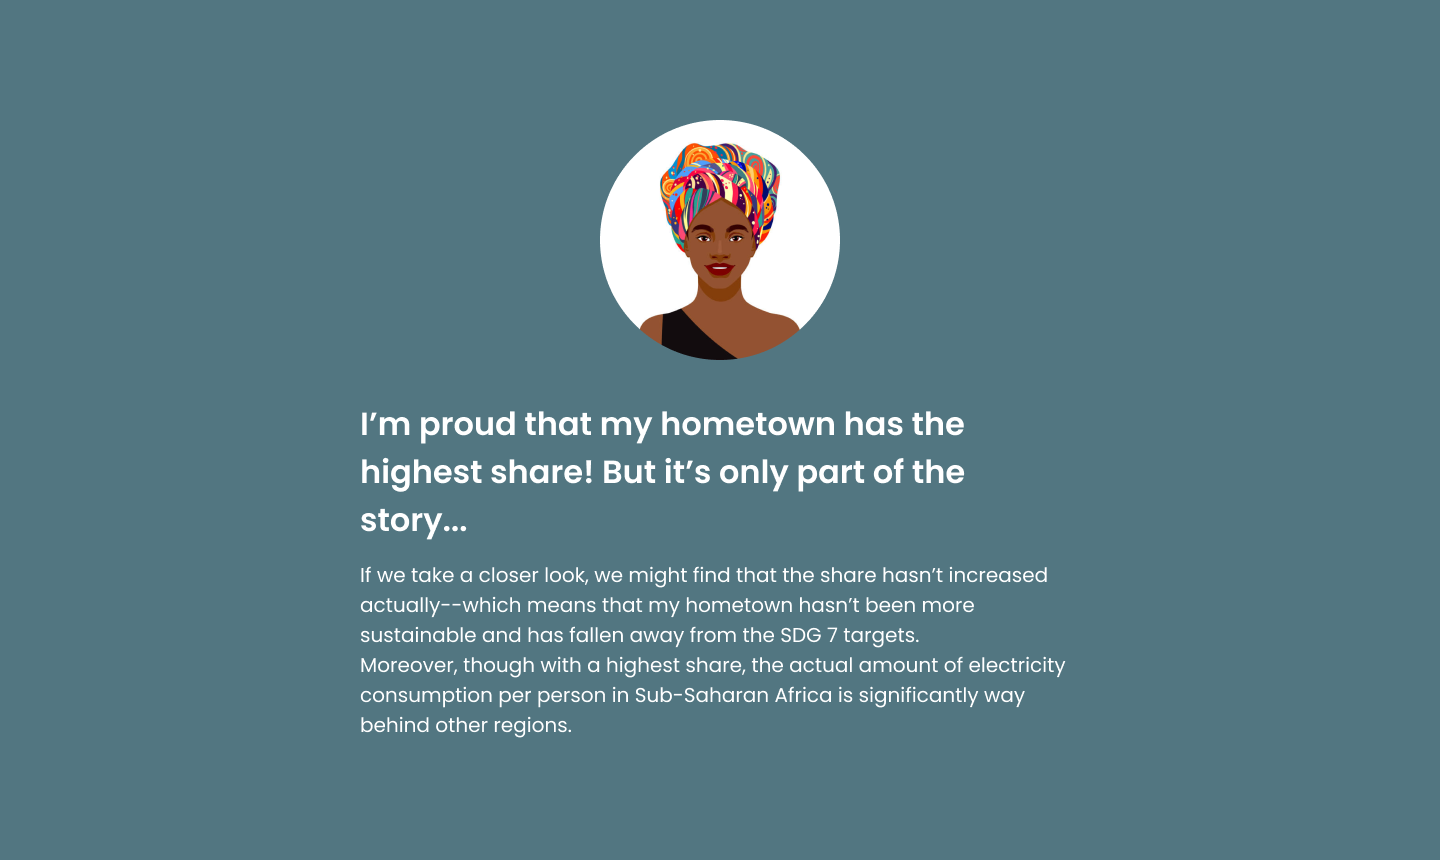 I’m proud that my hometown has the
highest share! But it’s only part of the
story...
If we take a closer look, we might find that the share hasn’t increased
actually--which means that my hometown hasn’t been more
sustainable and has fallen away from the SDG 7 targets.
Moreover, though with a highest share, the actual amount of electricity
consumption per person in Sub-Saharan Africa is significantly way
behind other regions.